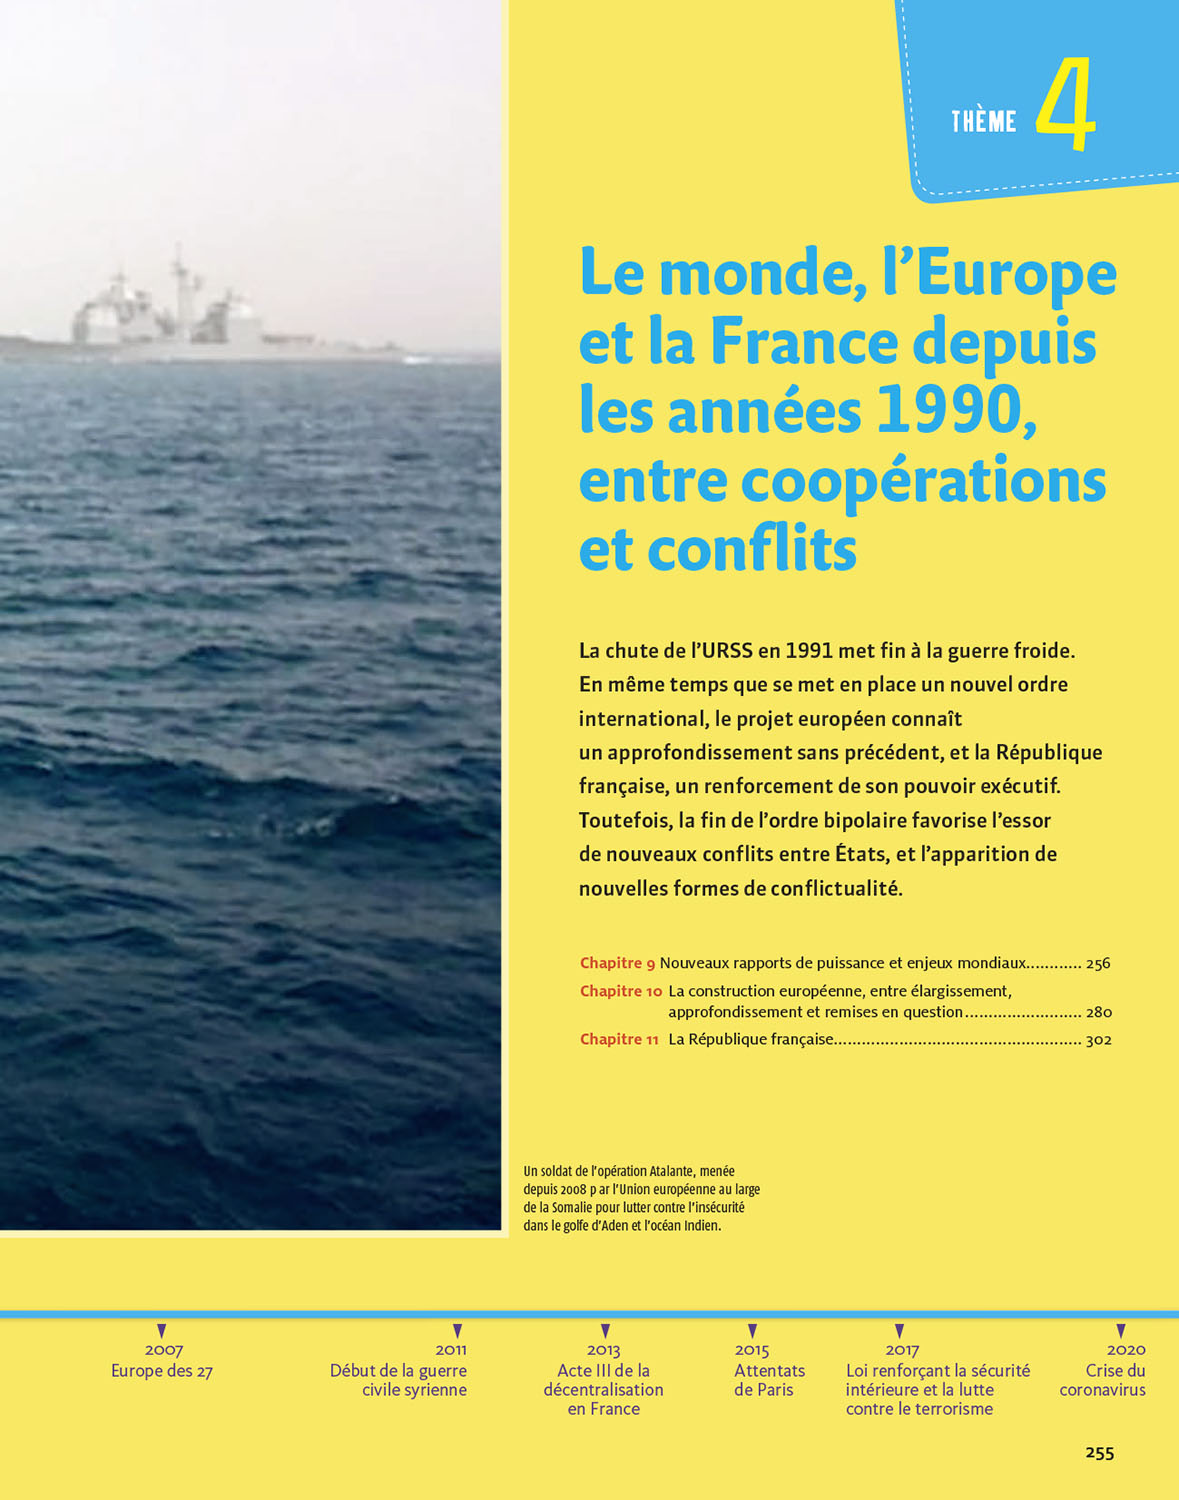 THÈME 4
Le monde, l’Europe
et la France depuis
les années 1990,
entre coopérations
et conflits
La chute de l’URSS en 1991 met fin à la guerre froide.
En même temps que se met en place un nouvel ordre
international, le projet européen connaît
un approfondissement sans précédent, et la République
française, un renforcement de son pouvoir exécutif.
Toutefois, la fin de l’ordre bipolaire favorise l’essor
de nouveaux conflits entre États, et l’apparition de
nouvelles formes de conflictualité.
Chapitre 9 Nouveaux rapports de puissance et enjeux mondiaux............ 256
Chapitre 10 La construction européenne, entre élargissement,
approfondissement et remises en question......................... 280
Chapitre 11 La République française..................................................... 302
Un soldat de l’opération Atalante, menée
depuis 2008 p ar l’Union européenne au large
de la Somalie pour lutter contre l’insécurité
dans le golfe d’Aden et l’océan Indien.
2007
Europe des 27
2011
Début de la guerre
civile syrienne
2013
Acte III de la
décentralisation
en France
2015
Attentats
de Paris
2017
Loi renforçant la sécurité
intérieure et la lutte
contre le terrorisme
2020
Crise du
coronavirus
255